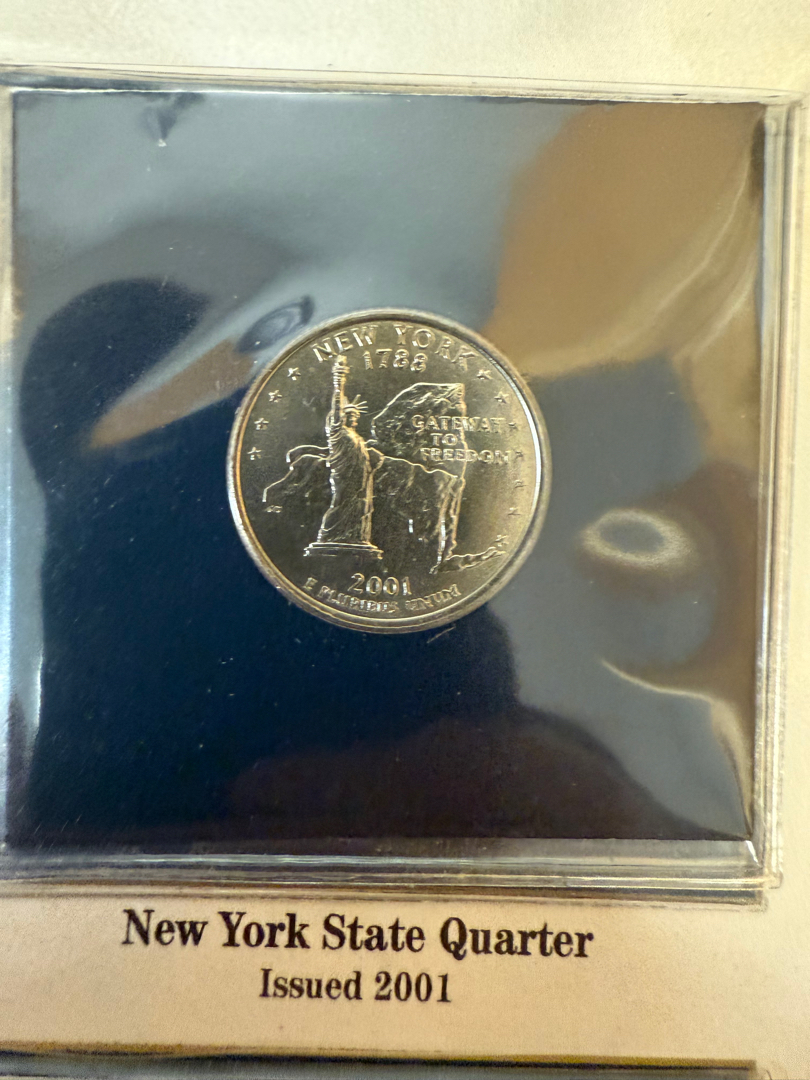 NEW YORK
1788
GATEWAY
TO
FREEDOM
2001
E PLURIBUS UNUM
New York State Quarter
Issued 2001